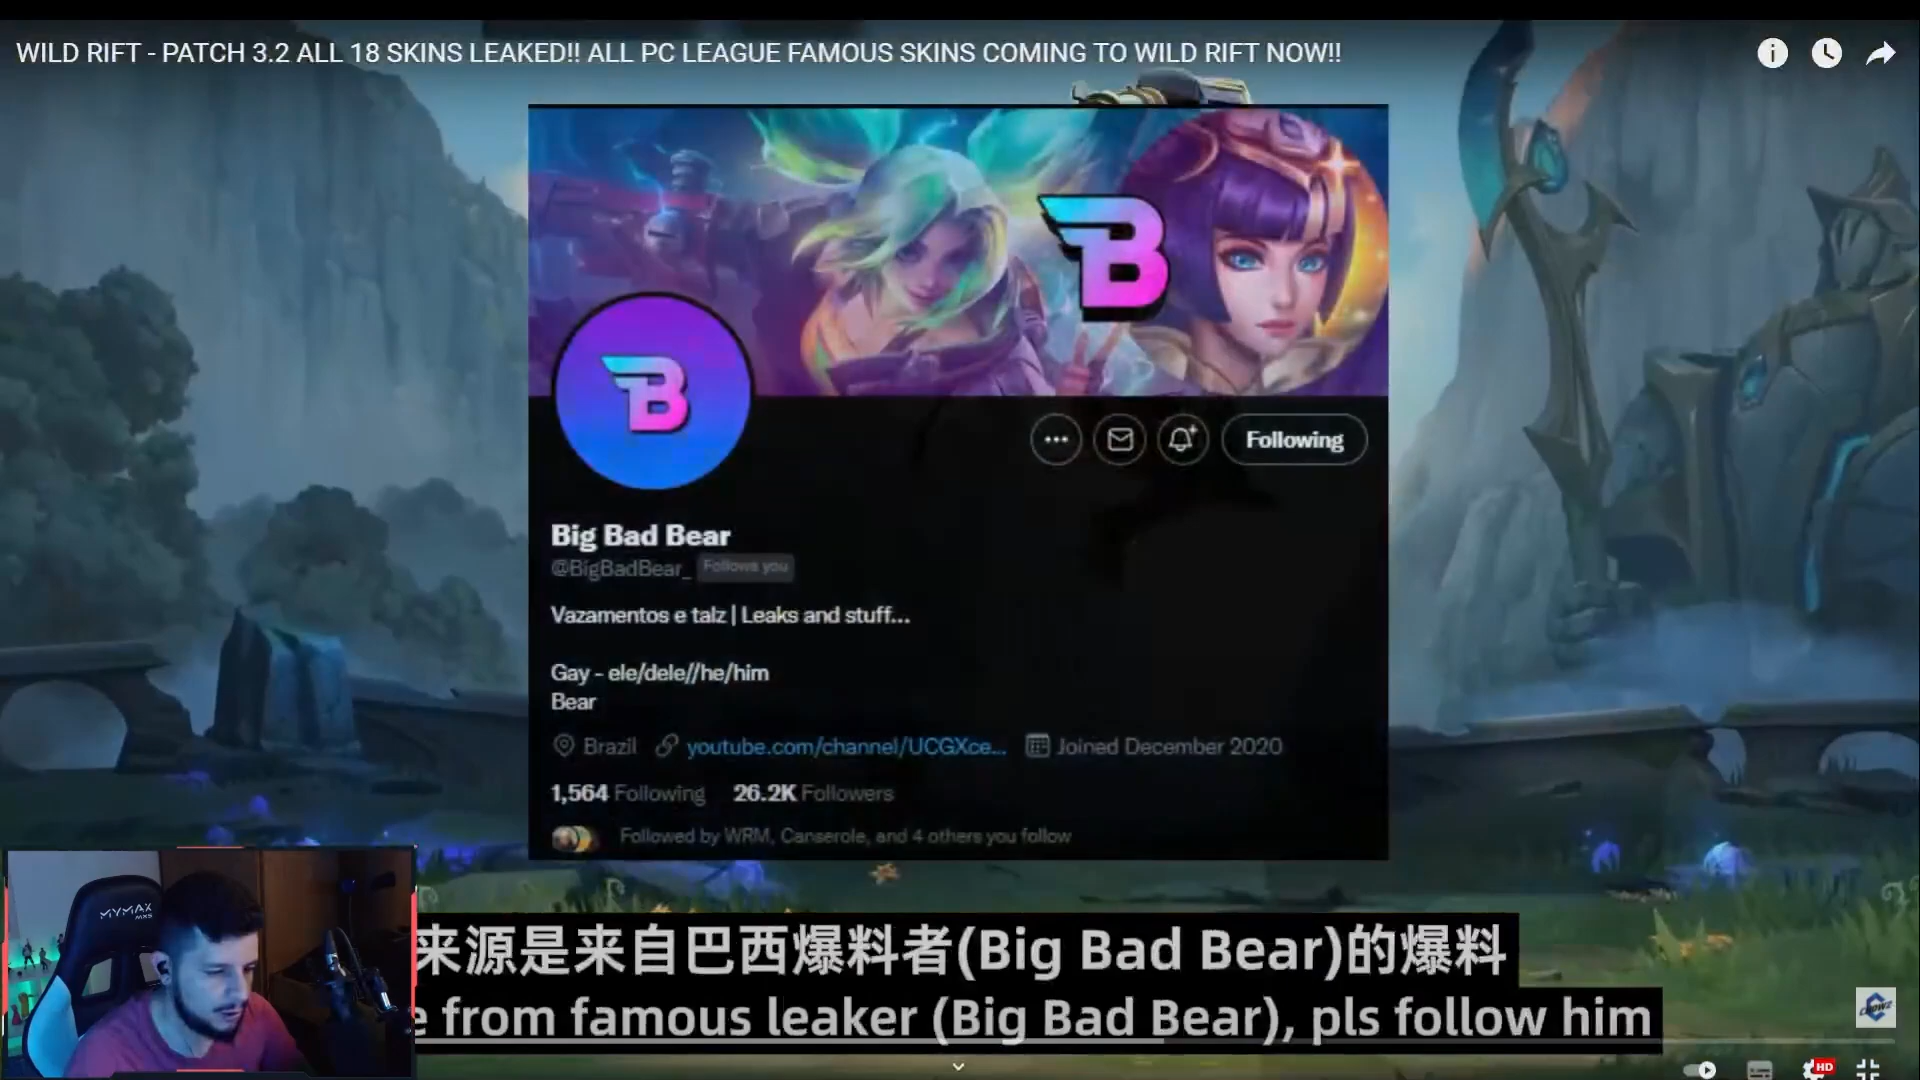 WILD RIFT - PATCH 3.2 ALL 18 SKINS LEAKED!! ALL PC LEAGUE FAMOUS SKINS COMING TO WILD RIFT NOW!!
B
B
Following
Big Bad Bear
@BigBadBear_ Follows you
Vazamentos e talz | Leaks and stuff...
Gay - ele/dele//he/him
Bear
Brazil youtube.com/channel/UCGXce... Joined December 2020
1,564 Following 26.2K Followers
Followed by WRM, Canserole, and 4 others you follow
MYMAX
MX5
来源是来自巴西爆料者(Big Bad Bear)的爆料
e from famous leaker (Big Bad Bear), pls follow him
HD